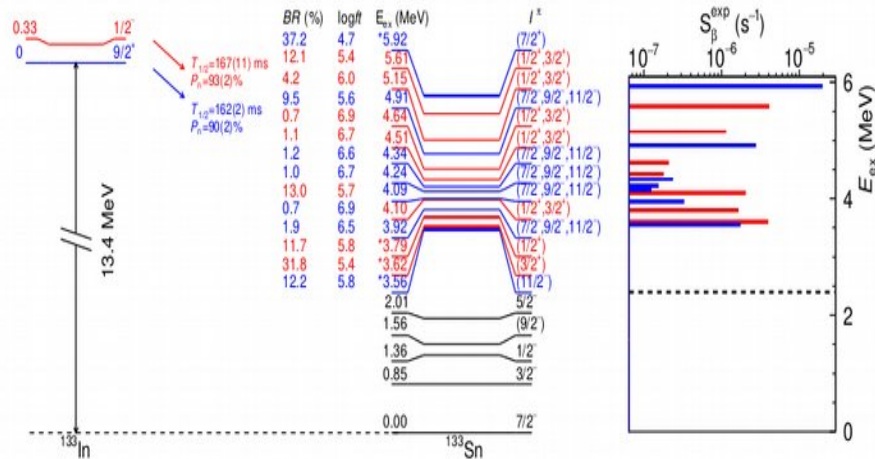 BR (%) logft E_ex (MeV) I^π
37.2 4.7 *5.92 (7/2⁺)
12.1 5.4 5.61 (1/2⁺,3/2⁺)
4.2 6.0 5.15 (1/2⁺,3/2⁺)
9.5 5.6 4.91 (7/2⁻,9/2⁻,11/2⁻)
0.7 6.9 4.64 (1/2⁺,3/2⁺)
1.1 6.7 4.51 (1/2⁺,3/2⁺)
1.2 6.6 4.34 (7/2⁻,9/2⁻,11/2⁻)
1.0 6.7 4.24 (7/2⁻,9/2⁻,11/2⁻)
13.0 5.7 4.09 (7/2⁻,9/2⁻,11/2⁻)
0.7 6.9 4.10 (1/2⁺,3/2⁺)
1.9 6.5 3.92 (7/2⁻,9/2⁻,11/2⁻)
11.7 5.8 *3.79 (1/2⁺)
31.8 5.4 *3.62 (3/2⁺)
12.2 5.8 *3.56 (11/2⁻)
2.01 5/2⁻
1.56 (9/2⁻)
1.36 1/2⁻
0.85 3/2⁻
0.00 7/2⁻
¹³³Sn
0.33 1/2⁻
0 9/2⁺
T₁/₂=167(11) ms
Pₙ=93(2)%
T₁/₂=162(2) ms
Pₙ=90(2)%
13.4 MeV
¹³³In
S_β^exp (s⁻¹)
10⁻⁷ 10⁻⁶ 10⁻⁵
6
4
2
0
E_ex (MeV)